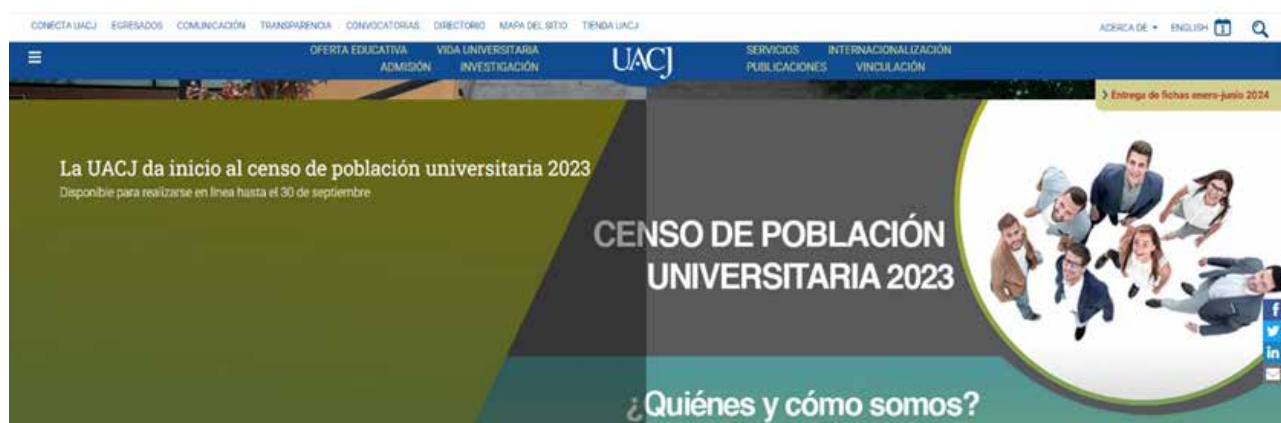 CONECTA UACJ EGRESADOS COMUNICACIÓN TRANSPARENCIA CONVOCATORIAS DIRECTORIO MAPA DEL SITIO TIENDA UACJ ACERCA DE ENGLISH
OFERTA EDUCATIVA VIDA UNIVERSITARIA UACJ SERVICIOS INTERNACIONALIZACIÓN
ADMISIÓN INVESTIGACIÓN PUBLICACIONES VINCULACIÓN
Entrega de fichas enero-junio 2024
La UACJ da inicio al censo de población universitaria 2023
Disponible para realizarse en línea hasta el 30 de septiembre
CENSO DE POBLACIÓN
UNIVERSITARIA 2023
¿Quiénes y cómo somos?